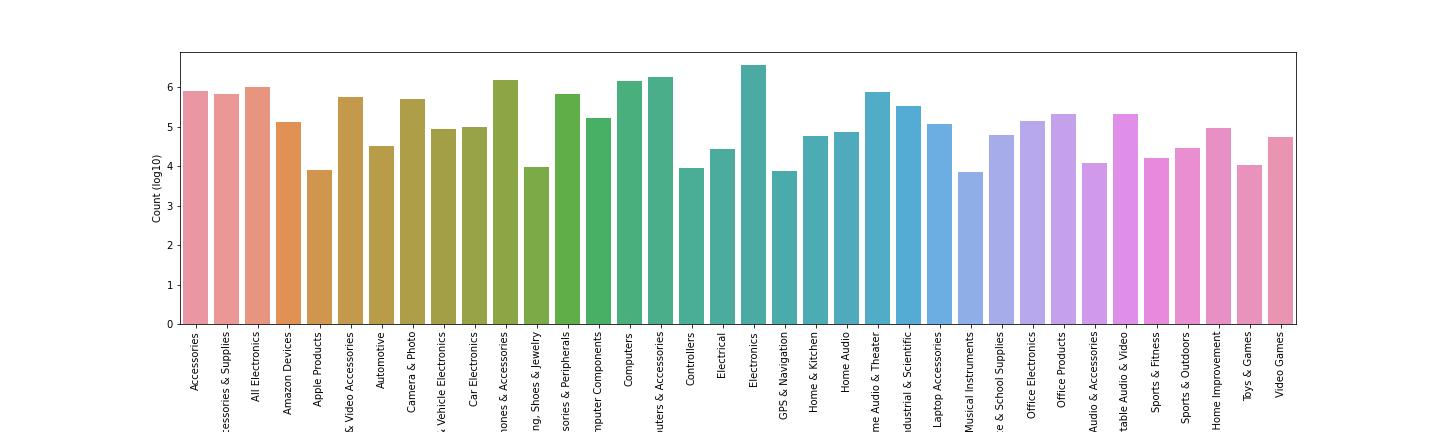 Count (log10)
6
5
4
3
2
1
0
Accessories
cessories & Supplies
All Electronics
Amazon Devices
Apple Products
& Video Accessories
Automotive
Camera & Photo
& Vehicle Electronics
Car Electronics
ones & Accessories
ng, Shoes & Jewelry
sories & Peripherals
mputer Components
Computers
uters & Accessories
Controllers
Electrical
Electronics
GPS & Navigation
Home & Kitchen
Home Audio
me Audio & Theater
dustrial & Scientific
Laptop Accessories
Musical Instruments
e & School Supplies
Office Electronics
Office Products
Audio & Accessories
table Audio & Video
Sports & Fitness
Sports & Outdoors
Home Improvement
Toys & Games
Video Games